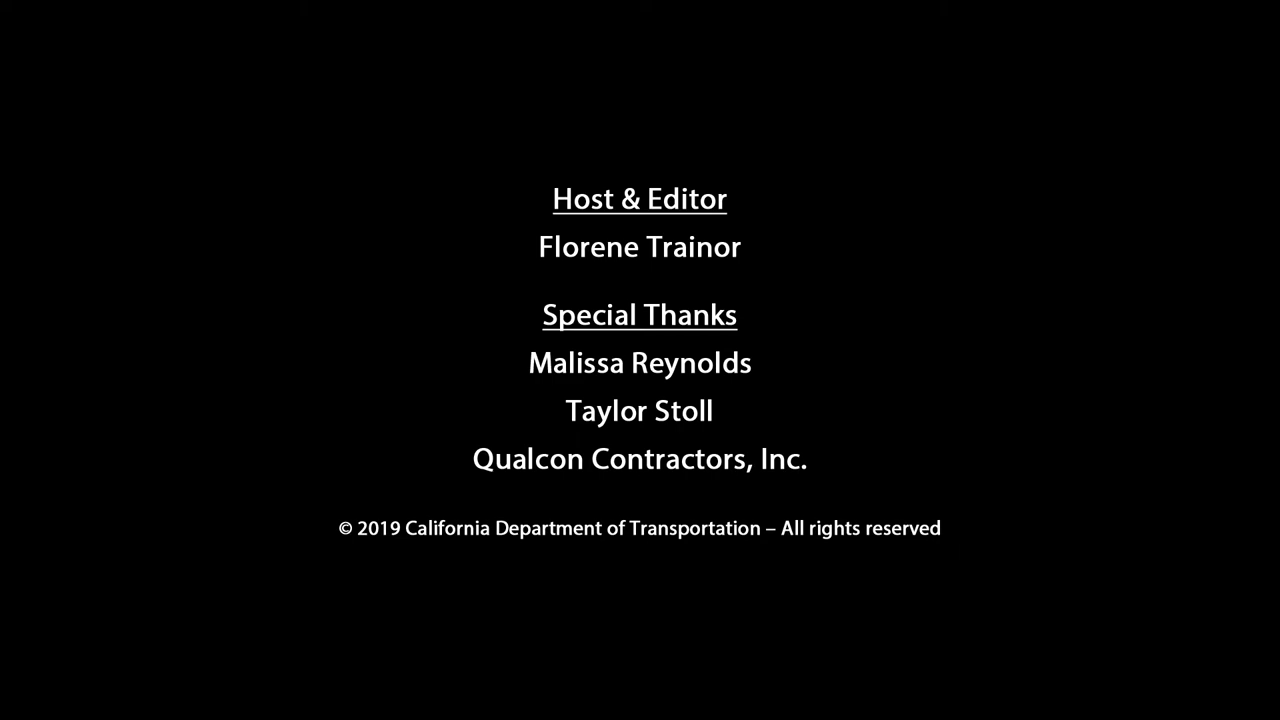 Host & Editor
Florene Trainor
Special Thanks
Malissa Reynolds
Taylor Stoll
Qualcon Contractors, Inc.
© 2019 California Department of Transportation – All rights reserved